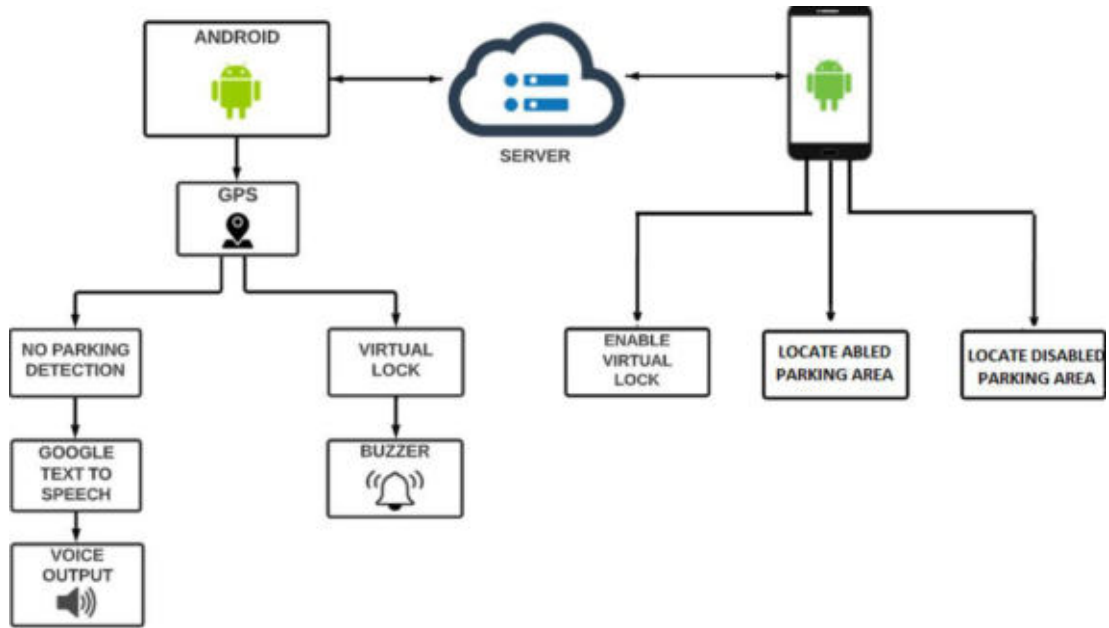 ANDROID
SERVER
GPS
NO PARKING
DETECTION
VIRTUAL
LOCK
ENABLE
VIRTUAL
LOCK
LOCATE ABLED
PARKING AREA
LOCATE DISABLED
PARKING AREA
GOOGLE
TEXT TO
SPEECH
BUZZER
VOICE
OUTPUT